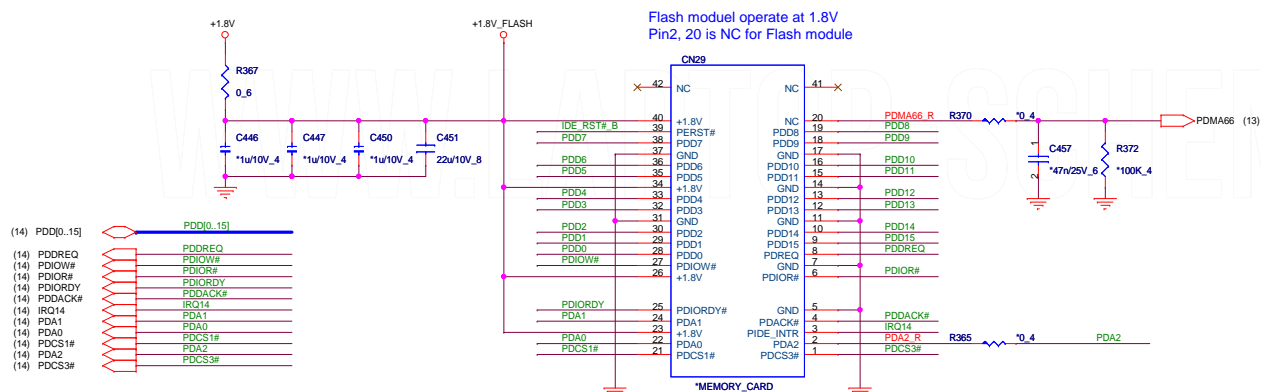 Flash moduel operate at 1.8V
Pin2, 20 is NC for Flash module
+1.8V
+1.8V_FLASH
R367
0_6
C446
*1u/10V_4
C447
*1u/10V_4
C450
*1u/10V_4
C451
22u/10V_8
CN29
42 NC
NC 41
40 +1.8V
NC 20 PDMA66_R R370 *0_4 PDMA66 (13)
IDE_RST#_B 39 PERST#
PDD8 19 PDD8
PDD7 38 PDD7
PDD9 18 PDD9
37 GND
GND 17
PDD6 36 PDD6
PDD10 16 PDD10
PDD5 35 PDD5
PDD11 15 PDD11
34 +1.8V
GND 14
PDD4 33 PDD4
PDD12 13 PDD12
PDD3 32 PDD3
PDD13 12 PDD13
31 GND
GND 11
PDD2 30 PDD2
PDD14 10 PDD14
PDD1 29 PDD1
PDD15 9 PDD15
PDD0 28 PDD0
PDREQ 8 PDDREQ
PDIOW# 27 PDIOW#
GND 7
26 +1.8V
PDIOR# 6 PDIOR#
PDIORDY 25 PDIORDY#
GND 5
PDA1 24 PDA1
PDACK# 4 PDDACK#
23 +1.8V
PIDE_INTR 3 IRQ14
PDA0 22 PDA0
PDA2 2 PDA2_R R365 *0_4 PDA2
PDCS1# 21 PDCS1#
PDCS3# 1 PDCS3#
*MEMORY_CARD
1
C457
2
*47n/25V_6
R372
*100K_4
(14) PDD[0..15] PDD[0..15]
(14) PDDREQ PDDREQ
(14) PDIOW# PDIOW#
(14) PDIOR# PDIOR#
(14) PDIORDY PDIORDY
(14) PDDACK# PDDACK#
(14) IRQ14 IRQ14
(14) PDA1 PDA1
(14) PDA0 PDA0
(14) PDCS1# PDCS1#
(14) PDA2 PDA2
(14) PDCS3# PDCS3#